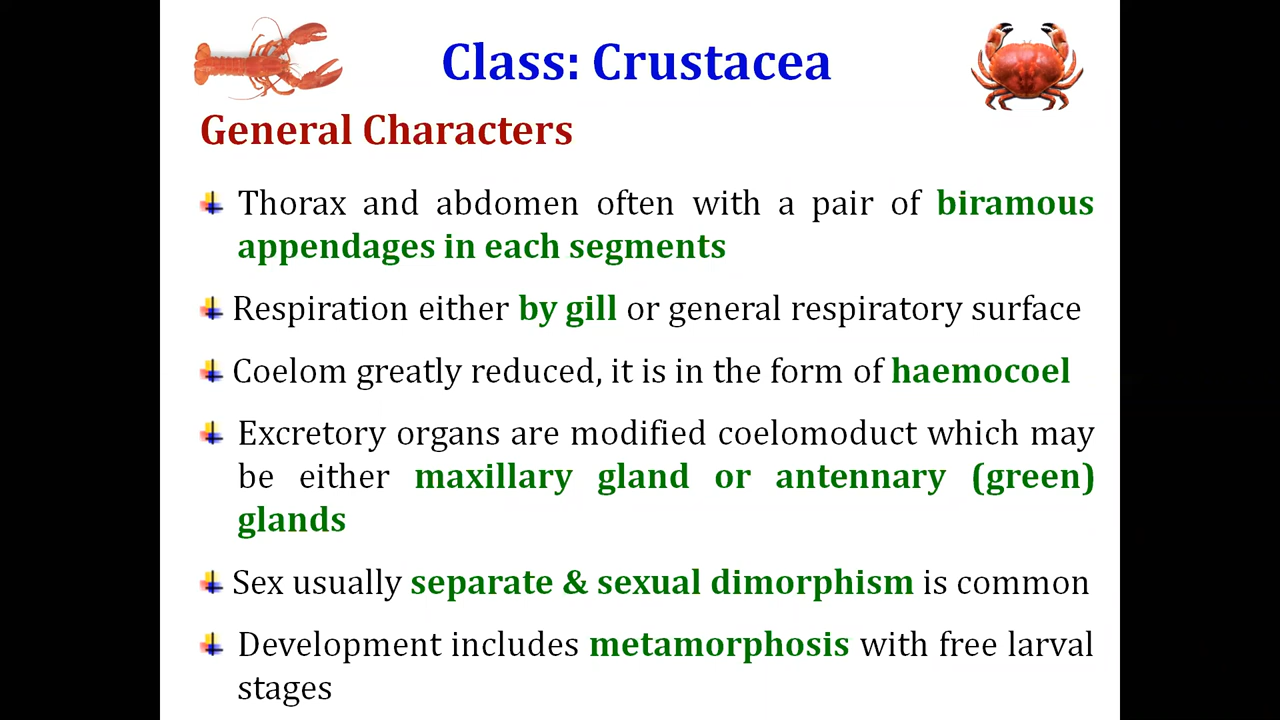 Class: Crustacea
General Characters
Thorax and abdomen often with a pair of biramous
appendages in each segments
Respiration either by gill or general respiratory surface
Coelom greatly reduced, it is in the form of haemocoel
Excretory organs are modified coelomoduct which may
be either maxillary gland or antennary (green)
glands
Sex usually separate & sexual dimorphism is common
Development includes metamorphosis with free larval
stages